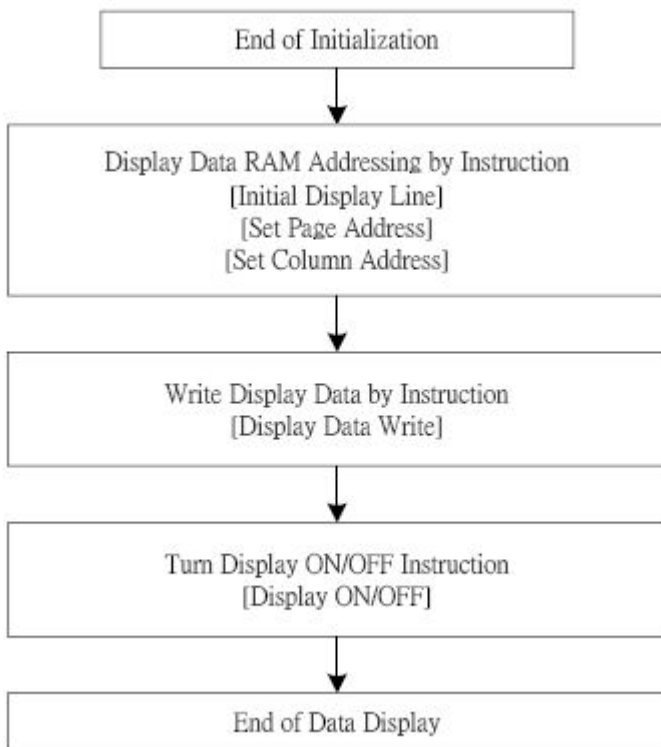 End of Initialization
Display Data RAM Addressing by Instruction
[Initial Display Line]
[Set Page Address]
[Set Column Address]
Write Display Data by Instruction
[Display Data Write]
Turn Display ON/OFF Instruction
[Display ON/OFF]
End of Data Display